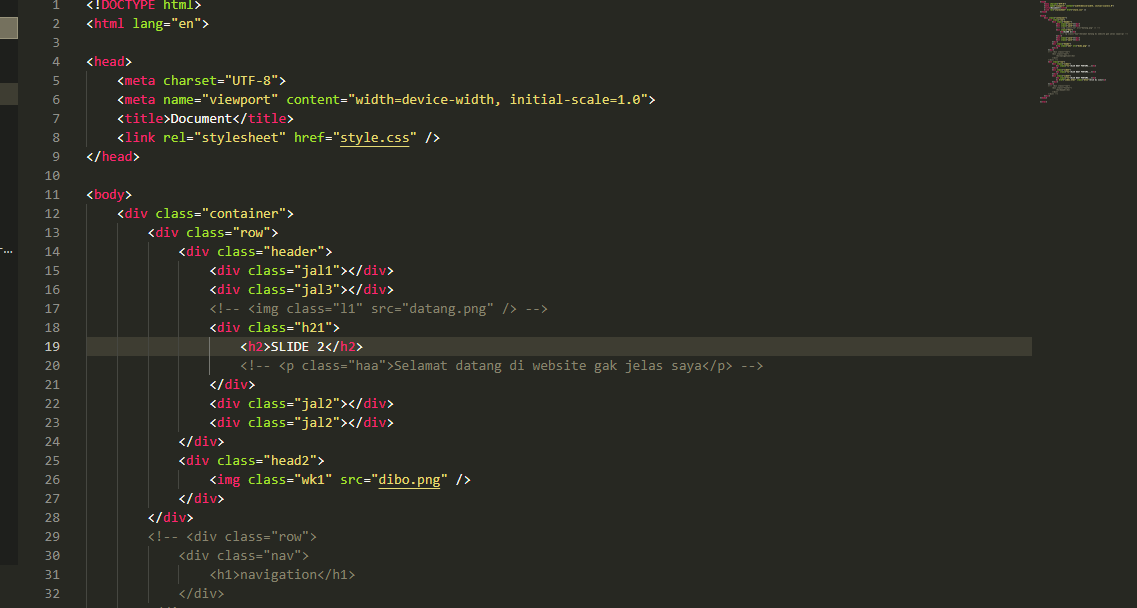 1 <!DOCTYPE html>
2 <html lang="en">
3
4 <head>
5 <meta charset="UTF-8">
6 <meta name="viewport" content="width=device-width, initial-scale=1.0">
7 <title>Document</title>
8 <link rel="stylesheet" href="style.css" />
9 </head>
10
11 <body>
12 <div class="container">
13 <div class="row">
14 <div class="header">
15 <div class="jal1"></div>
16 <div class="jal3"></div>
17 <!-- <img class="l1" src="datang.png" /> -->
18 <div class="h21">
19 <h2>SLIDE 2</h2>
20 <!-- <p class="haa">Selamat datang di website gak jelas saya</p> -->
21 </div>
22 <div class="jal2"></div>
23 <div class="jal2"></div>
24 </div>
25 <div class="head2">
26 <img class="wk1" src="dibo.png" />
27 </div>
28 </div>
29 <!-- <div class="row">
30 <div class="nav">
31 <h1>navigation</h1>
32 </div>